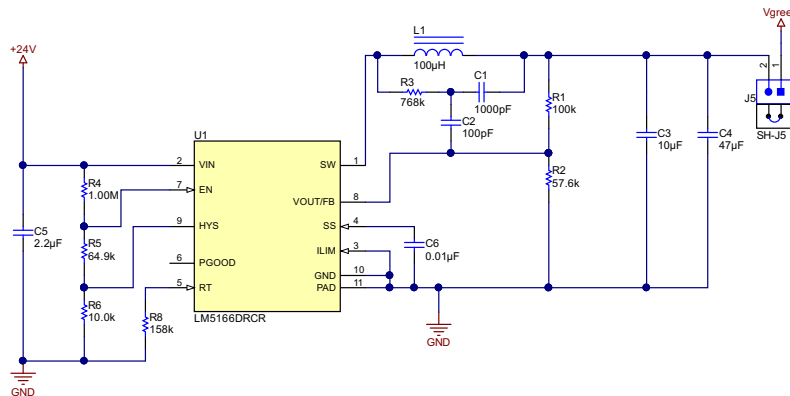 Vgree
+24V
L1
100µH
2
1
R3
768k
C1
1000pF
R1
100k
J5
SH-J5
C2
100pF
C3
10µF
C4
47µF
U1
2
VIN
SW
1
R4
1.00M
7
EN
R2
57.6k
VOUT/FB
8
9
HYS
SS
4
C5
2.2µF
R5
64.9k
C6
0.01µF
ILIM
3
6
PGOOD
GND
10
5
RT
PAD
11
R6
10.0k
R8
158k
LM5166DRCR
GND
GND